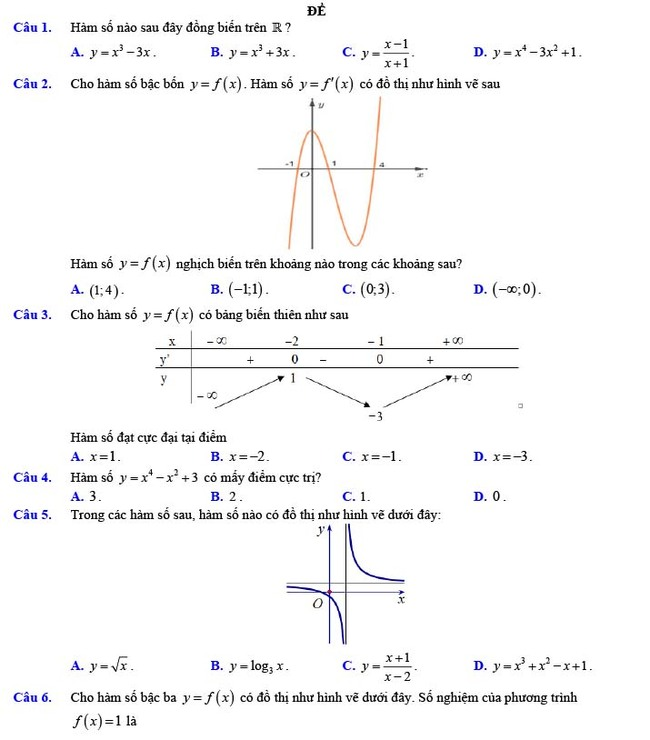 ĐỀ
Câu 1. Hàm số nào sau đây đồng biến trên ℝ ?
A. y = x³ − 3x . B. y = x³ + 3x . C. y = (x−1)/(x+1) . D. y = x⁴ − 3x² + 1 .
Câu 2. Cho hàm số bậc bốn y = f(x) . Hàm số y = f′(x) có đồ thị như hình vẽ sau
y
-1 1 4
O x
Hàm số y = f(x) nghịch biến trên khoảng nào trong các khoảng sau?
A. (1;4) . B. (−1;1) . C. (0;3) . D. (−∞;0) .
Câu 3. Cho hàm số y = f(x) có bảng biến thiên như sau
x −∞ −2 −1 +∞
y' + 0 − 0 +
y 1 +∞
−∞
−3
Hàm số đạt cực đại tại điểm
A. x = 1 . B. x = −2 . C. x = −1 . D. x = −3 .
Câu 4. Hàm số y = x⁴ − x² + 3 có mấy điểm cực trị?
A. 3 . B. 2 . C. 1 . D. 0 .
Câu 5. Trong các hàm số sau, hàm số nào có đồ thị như hình vẽ dưới đây:
y
O x
A. y = √x . B. y = log₃ x . C. y = (x+1)/(x−2) . D. y = x³ + x² − x + 1 .
Câu 6. Cho hàm số bậc ba y = f(x) có đồ thị như hình vẽ dưới đây. Số nghiệm của phương trình
f(x) = 1 là